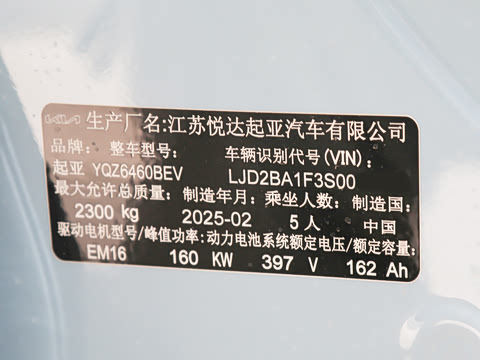 KIA 生产厂名:江苏悦达起亚汽车有限公司
品牌: 整车型号: 车辆识别代号(VIN):
起亚 YQZ6460BEV LJD2BA1F3S00
最大允许总质量: 制造年月: 乘坐人数: 制造国:
2300 kg 2025-02 5人 中国
驱动电机型号/峰值功率: 动力电池系统额定电压/额定容量:
EM16 160 KW 397 V 162 Ah